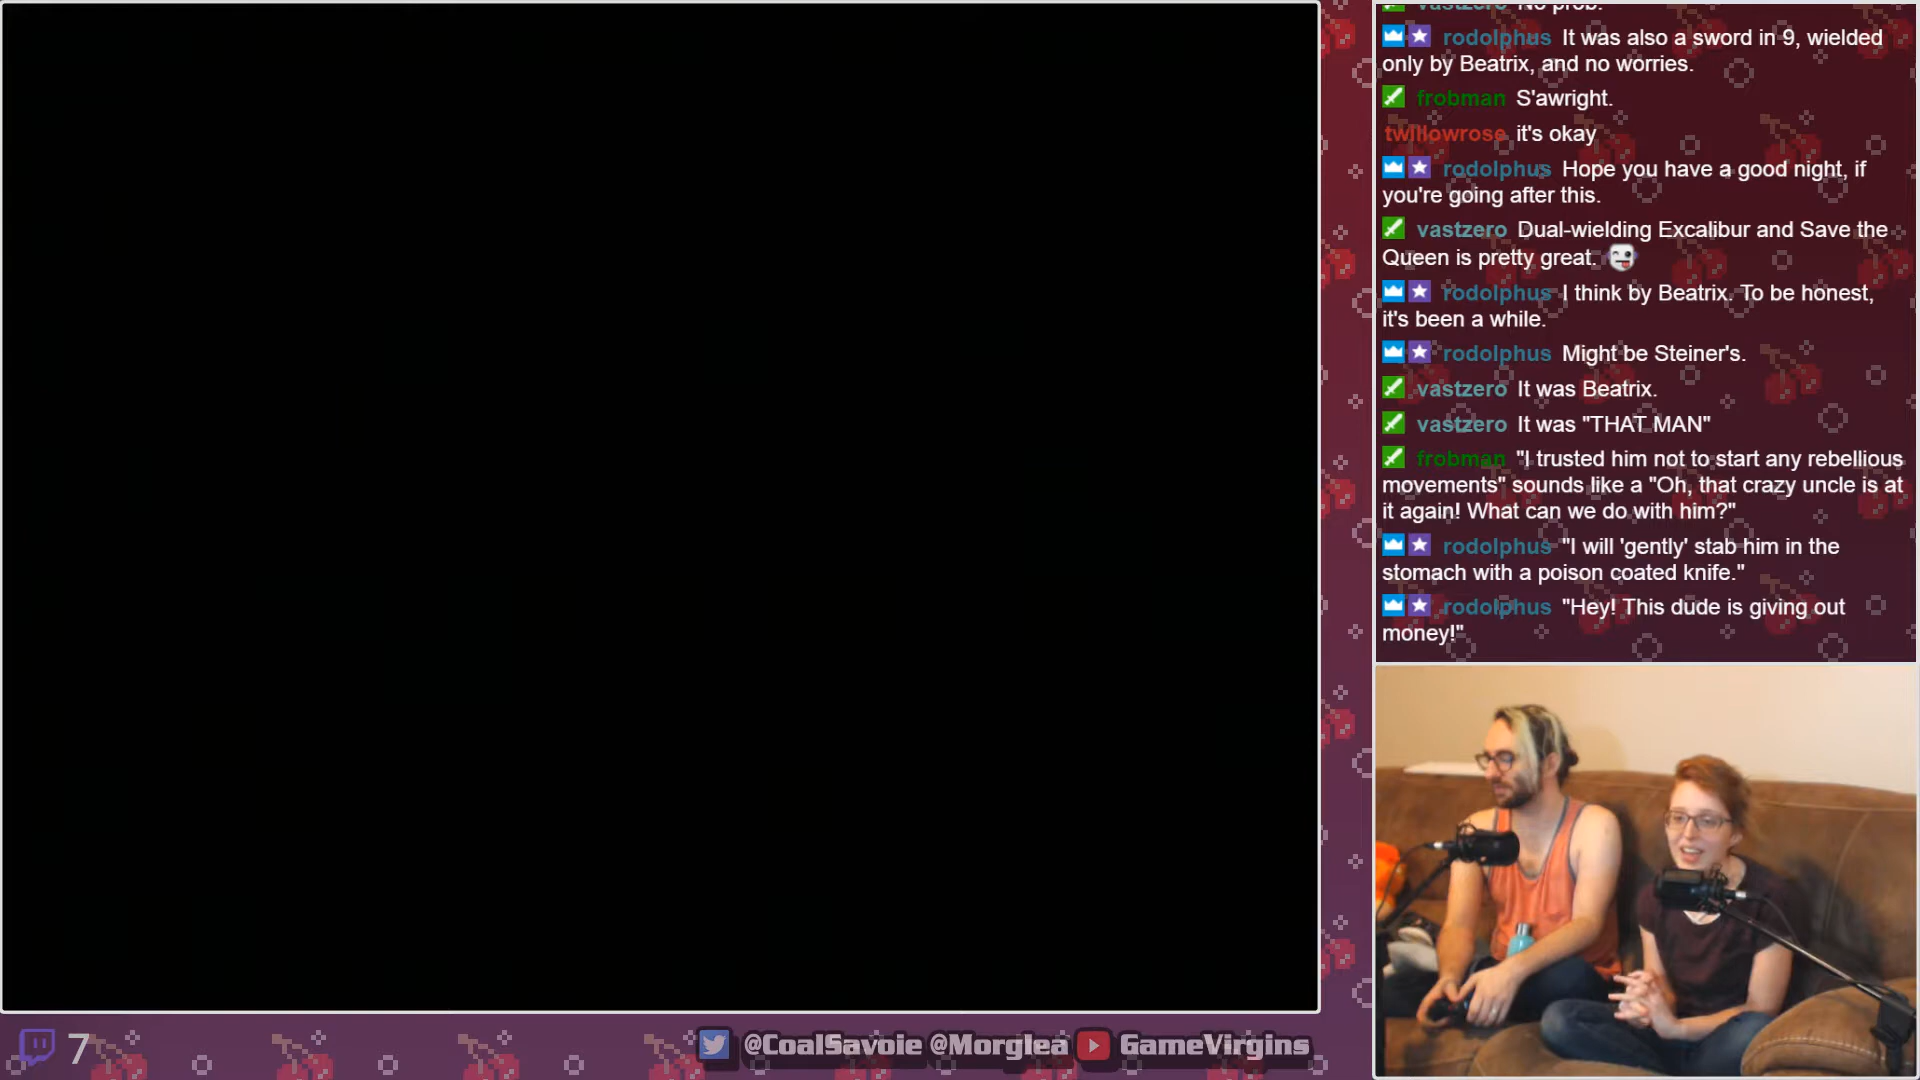 vastzero No prob.
rodolphus It was also a sword in 9, wielded
only by Beatrix, and no worries.
frobman S'awright.
twillowrose it's okay
rodolphus Hope you have a good night, if
you're going after this.
vastzero Dual-wielding Excalibur and Save the
Queen is pretty great.
rodolphus I think by Beatrix. To be honest,
it's been a while.
rodolphus Might be Steiner's.
vastzero It was Beatrix.
vastzero It was "THAT MAN"
frobman "I trusted him not to start any rebellious
movements" sounds like a "Oh, that crazy uncle is at
it again! What can we do with him?"
rodolphus "I will 'gently' stab him in the
stomach with a poison coated knife."
rodolphus "Hey! This dude is giving out
money!"
7 @CoalSavoie @Morglea GameVirgins